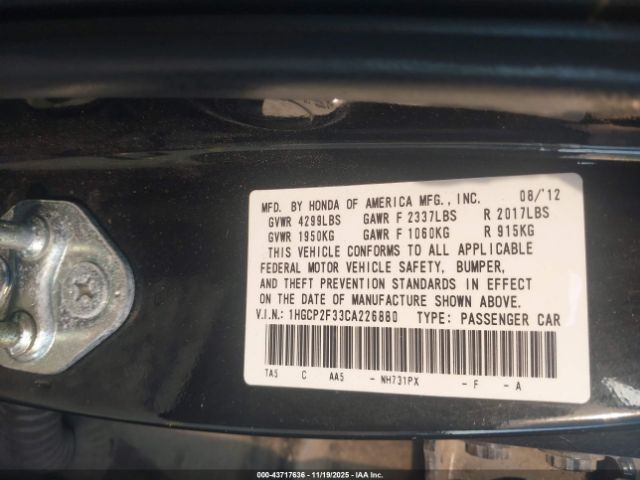 MFD. BY HONDA OF AMERICA MFG., INC. 08/'12
GVWR 4299LBS GAWR F 2337LBS R 2017LBS
GVWR 1950KG GAWR F 1060KG R 915KG
THIS VEHICLE CONFORMS TO ALL APPLICABLE
FEDERAL MOTOR VEHICLE SAFETY, BUMPER,
AND THEFT PREVENTION STANDARDS IN EFFECT
ON THE DATE OF MANUFACTURE SHOWN ABOVE.
V.I.N.: 1HGCP2F33CA226880 TYPE: PASSENGER CAR
TA5 C AA5 - NH731PX - F - A
00-43717636 - 11/19/2025 - IAA Inc.